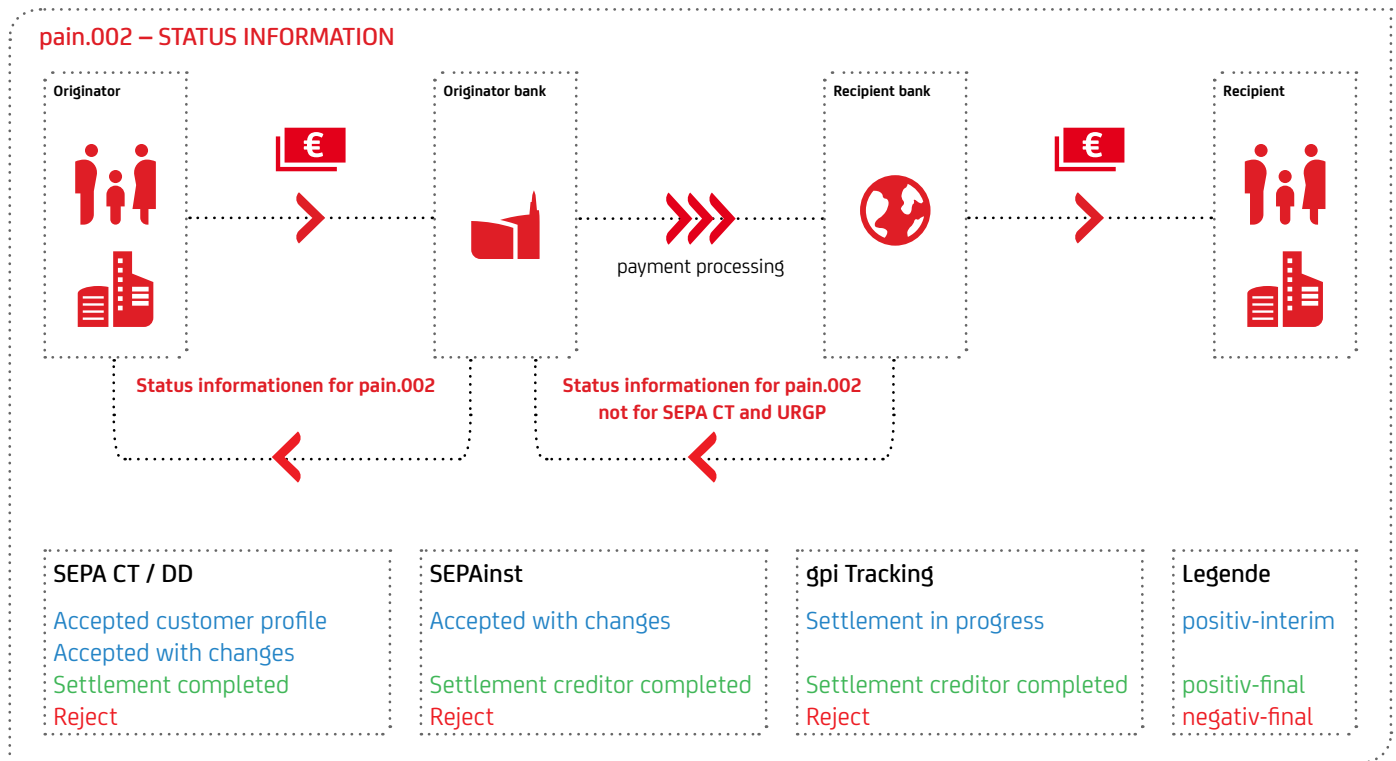 pain.002 – STATUS INFORMATION
Originator
Originator bank
Recipient bank
Recipient
€
€
payment processing
Status informationen for pain.002
Status informationen for pain.002
not for SEPA CT and URGP
SEPA CT / DD
Accepted customer profile
Accepted with changes
Settlement completed
Reject
SEPAinst
Accepted with changes
Settlement creditor completed
Reject
gpi Tracking
Settlement in progress
Settlement creditor completed
Reject
Legende
positiv-interim
positiv-final
negativ-final